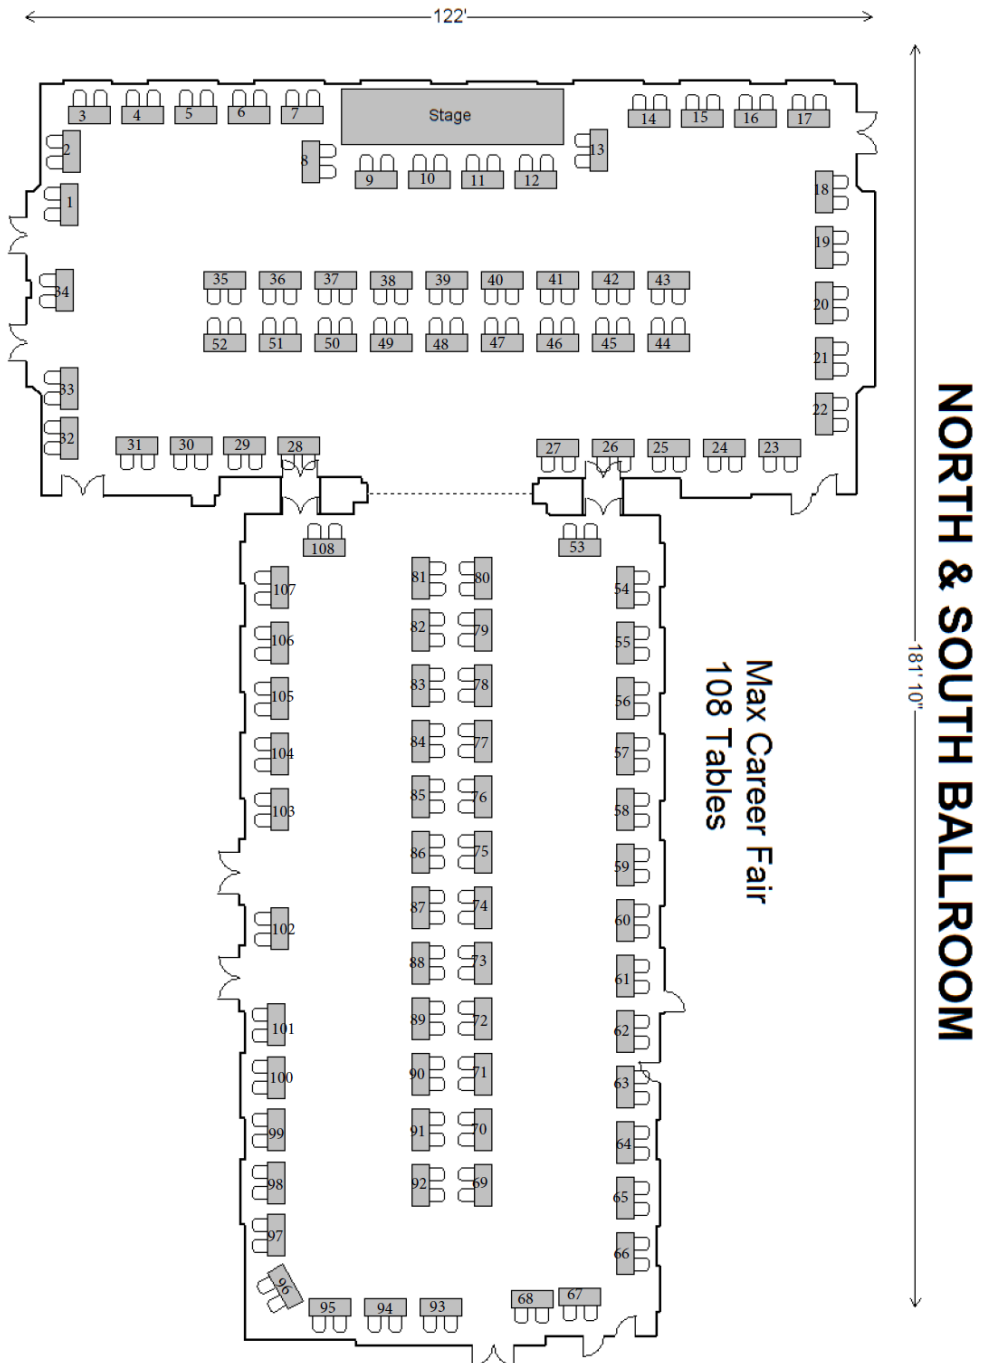 122'
3 4 5 6 7 Stage 14 15 16 17
2 8 13
9 10 11 12
1 18
19
34 35 36 37 38 39 40 41 42 43 20
52 51 50 49 48 47 46 45 44 21
33 22
32 31 30 29 28 27 26 25 24 23
108 53
107 81 80 54
106 82 79 55
105 83 78 56
104 84 77 57
103 85 76 58
86 75 59
102 87 74 60
88 73 61
101 89 72 62
100 90 71 63
99 91 70 64
98 92 69 65
97 66
96 95 94 93 68 67
181' 10"
Max Career Fair
108 Tables
NORTH & SOUTH BALLROOM